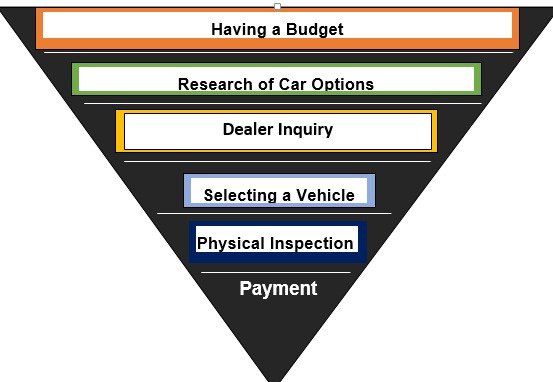 Having a Budget
Research of Car Options
Dealer Inquiry
Selecting a Vehicle
Physical Inspection
Payment